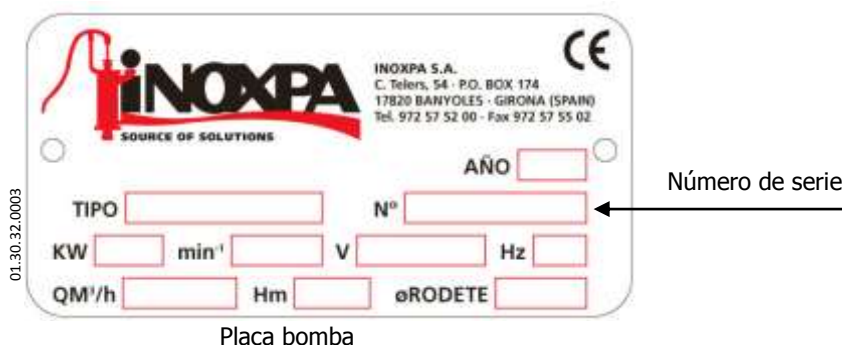 iNOXPA
SOURCE OF SOLUTIONS
CE
INOXPA S.A.
C. Telers, 54 · P.O. BOX 174
17820 BANYOLES · GIRONA (SPAIN)
Tel. 972 57 52 00 · Fax 972 57 55 02
AÑO
Número de serie
TIPO Nº
KW min⁻¹ V Hz
QM³/h Hm øRODETE
01.30.32.0003
Placa bomba